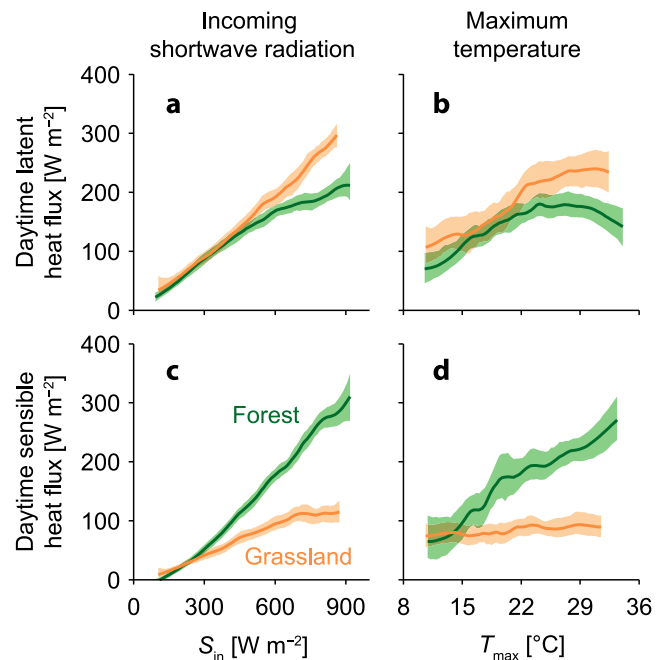 Incoming
shortwave radiation
Maximum
temperature
Daytime latent
heat flux [W m⁻²]
400
300
200
100
0
a
b
Daytime sensible
heat flux [W m⁻²]
400
300
200
100
0
c
d
Forest
Grassland
0 300 600 900
8 15 22 29 36
S_in [W m⁻²]
T_max [°C]